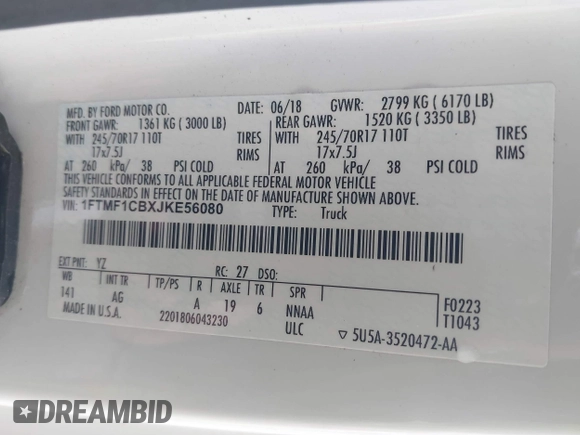 MFD. BY FORD MOTOR CO. 06/18 GVWR: 2799 KG ( 6170 LB)
FRONT GAWR: 1361 KG ( 3000 LB) REAR GAWR: 1520 KG ( 3350 LB)
WITH 245/70R17 110T TIRES WITH 245/70R17 110T TIRES
17x7.5J RIMS 17x7.5J RIMS
AT 260 kPa/ 38 PSI COLD AT 260 kPa/ 38 PSI COLD
THIS VEHICLE CONFORMS TO ALL APPLICABLE FEDERAL MOTOR VEHICLE
SAFETY STANDARDS IN EFFECT ON THE DATE OF MANUFACTURE SHOWN ABOVE.
VIN: 1FTMF1CBXJKE56080 TYPE: Truck
EXT PNT: YZ RC: 27 DSO:
WB INT TR TP/PS R AXLE TR SPR
141 AG A 19 6 NNAA F0223
ULC T1043
MADE IN U.S.A. 2201806043230 ▽ 5U5A-3520472-AA
DREAMBID